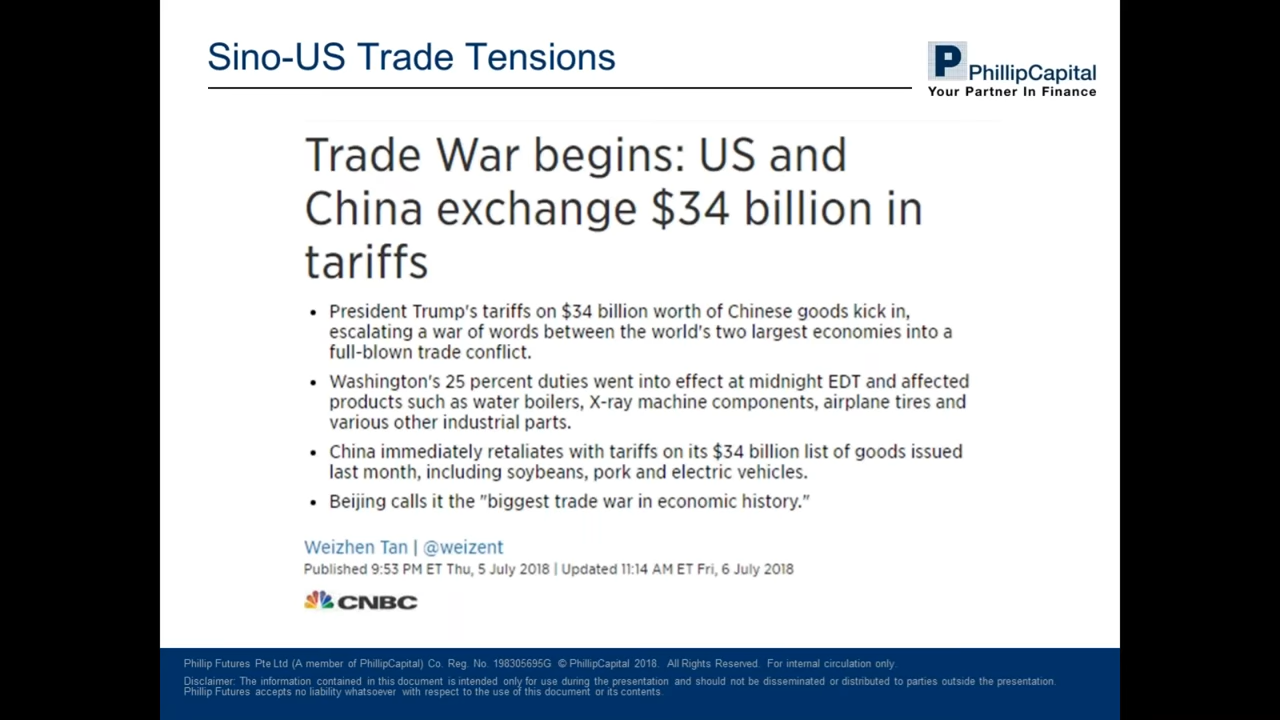 Sino-US Trade Tensions
P PhillipCapital
Your Partner In Finance
Trade War begins: US and
China exchange $34 billion in
tariffs
• President Trump's tariffs on $34 billion worth of Chinese goods kick in,
escalating a war of words between the world's two largest economies into a
full-blown trade conflict.
• Washington's 25 percent duties went into effect at midnight EDT and affected
products such as water boilers, X-ray machine components, airplane tires and
various other industrial parts.
• China immediately retaliates with tariffs on its $34 billion list of goods issued
last month, including soybeans, pork and electric vehicles.
• Beijing calls it the "biggest trade war in economic history."
Weizhen Tan | @weizent
Published 9:53 PM ET Thu, 5 July 2018 | Updated 11:14 AM ET Fri, 6 July 2018
CNBC
Phillip Futures Pte Ltd (A member of PhillipCapital) Co. Reg. No. 198305695G © PhillipCapital 2018. All Rights Reserved. For internal circulation only.
Disclaimer: The information contained in this document is intended only for use during the presentation and should not be disseminated or distributed to parties outside the presentation.
Phillip Futures accepts no liability whatsoever with respect to the use of this document or its contents.